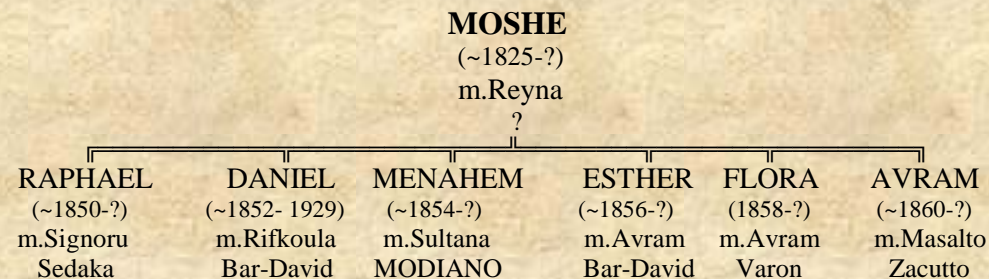 MOSHE
(~1825-?)
m.Reyna
?
RAPHAEL DANIEL MENAHEM ESTHER FLORA AVRAM
(~1850-?) (~1852- 1929) (~1854-?) (~1856-?) (1858-?) (~1860-?)
m.Signoru m.Rifkoula m.Sultana m.Avram m.Avram m.Masalto
Sedaka Bar-David MODIANO Bar-David Varon Zacutto